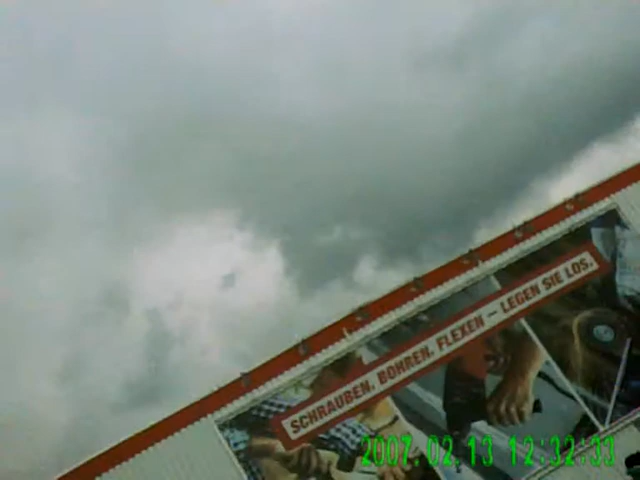 SCHRAUBEN, BOHREN, FLEXEN – LEGEN SIE LOS.
2007.02.13 12:32:33